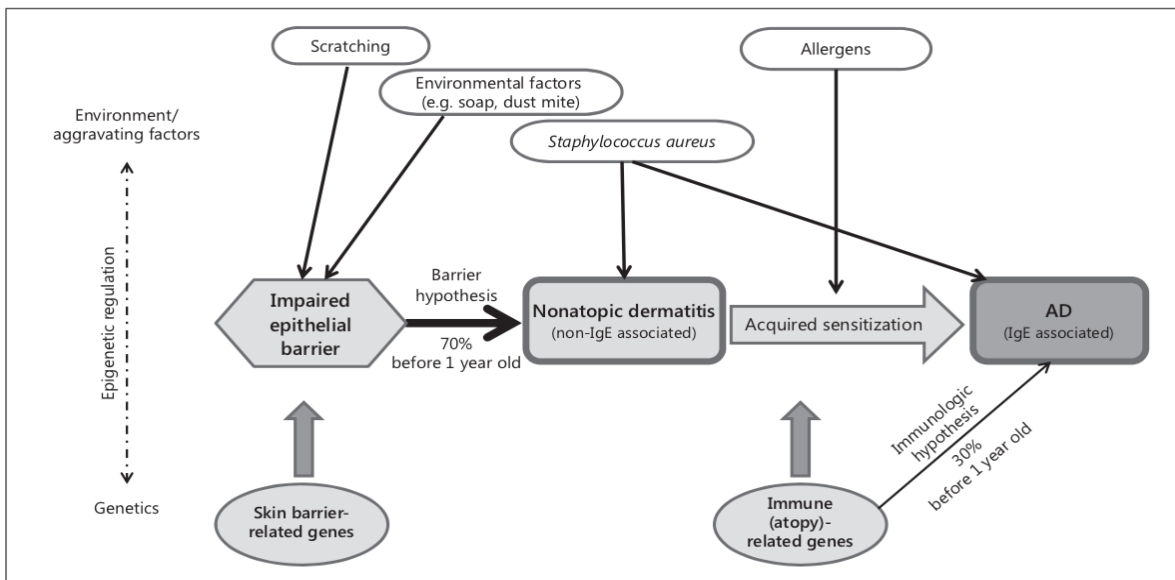 Scratching
Allergens
Environmental factors
(e.g. soap, dust mite)
Environment/
aggravating factors
Staphylococcus aureus
Epigenetic regulation
Impaired
epithelial
barrier
Barrier
hypothesis
70%
before 1 year old
Nonatopic dermatitis
(non-IgE associated)
Acquired sensitization
AD
(IgE associated)
Immunologic
hypothesis
30%
before 1 year old
Genetics
Skin barrier-
related genes
Immune
(atopy)-
related genes